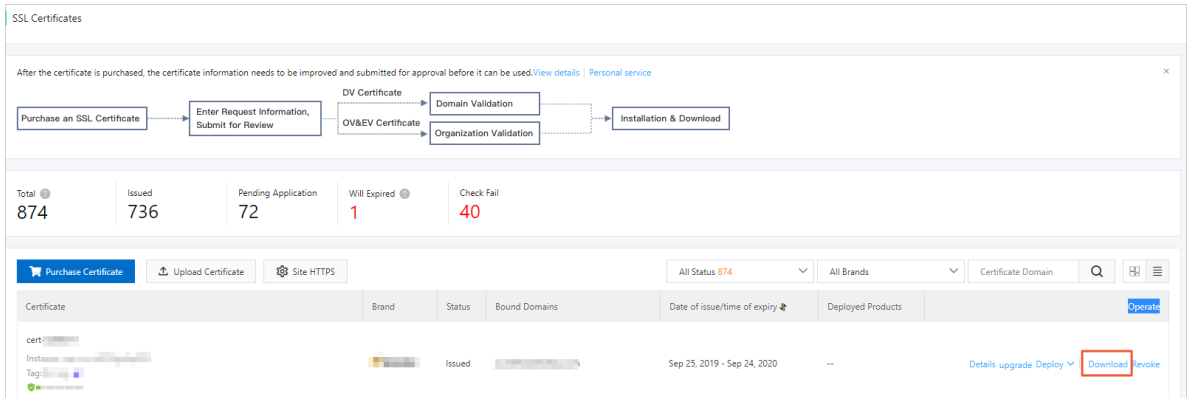 SSL Certificates
After the certificate is purchased, the certificate information needs to be improved and submitted for approval before it can be used.View details | Personal service
DV Certificate
Domain Validation
Purchase an SSL Certificate
Enter Request Information,
Submit for Review
OV&EV Certificate
Organization Validation
Installation & Download
Total
Issued
Pending Application
Will Expired
Check Fail
874
736
72
1
40
Purchase Certificate
Upload Certificate
Site HTTPS
All Status 874
All Brands
Certificate Domain
Certificate
Brand
Status
Bound Domains
Date of issue/time of expiry
Deployed Products
Operate
cert-
Tag:
Issued
Sep 25, 2019 - Sep 24, 2020
--
Details upgrade Deploy
Download Revoke